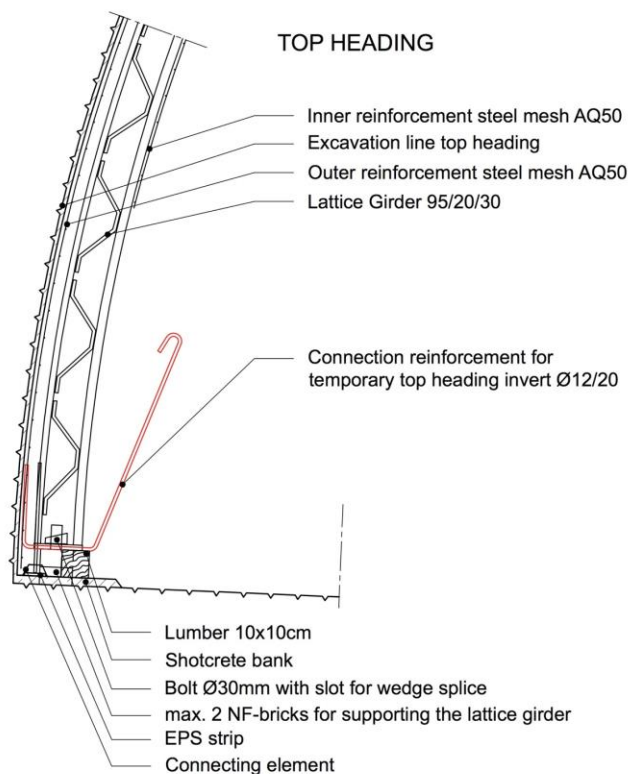 TOP HEADING
Inner reinforcement steel mesh AQ50
Excavation line top heading
Outer reinforcement steel mesh AQ50
Lattice Girder 95/20/30
Connection reinforcement for
temporary top heading invert Ø12/20
Lumber 10x10cm
Shotcrete bank
Bolt Ø30mm with slot for wedge splice
max. 2 NF-bricks for supporting the lattice girder
EPS strip
Connecting element